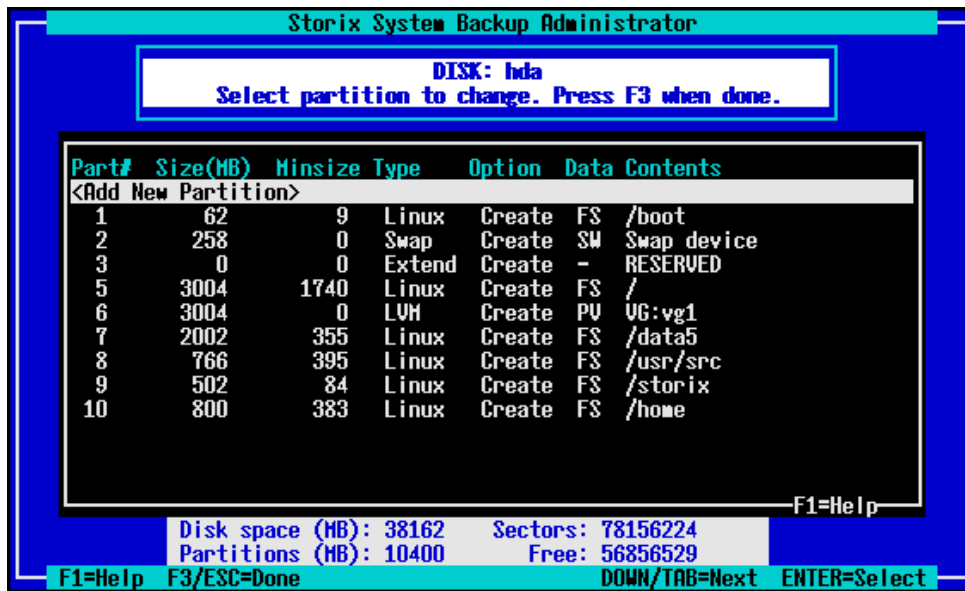 Storix System Backup Administrator
DISK: hda
Select partition to change. Press F3 when done.
Part# Size(MB) Minsize Type Option Data Contents
<Add New Partition>
1 62 9 Linux Create FS /boot
2 258 0 Swap Create SW Swap device
3 0 0 Extend Create - RESERVED
5 3004 1740 Linux Create FS /
6 3004 0 LVM Create PV VG:vg1
7 2002 355 Linux Create FS /data5
8 766 395 Linux Create FS /usr/src
9 502 84 Linux Create FS /storix
10 800 383 Linux Create FS /home
F1=Help
Disk space (MB): 38162 Sectors: 78156224
Partitions (MB): 10400 Free: 56856529
F1=Help F3/ESC=Done DOWN/TAB=Next ENTER=Select